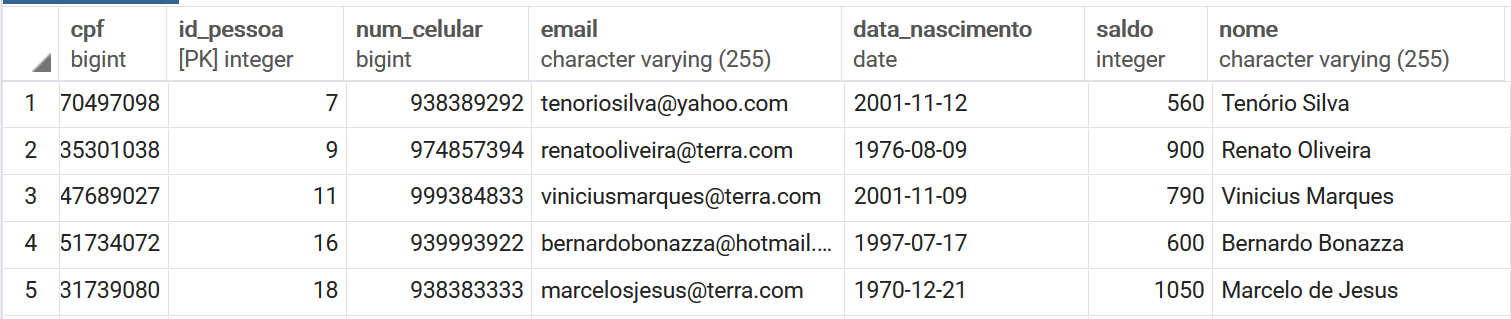 cpf id_pessoa num_celular email data_nascimento saldo nome
bigint [PK] integer bigint character varying (255) date integer character varying (255)
1 70497098 7 938389292 tenoriosilva@yahoo.com 2001-11-12 560 Tenório Silva
2 35301038 9 974857394 renatooliveira@terra.com 1976-08-09 900 Renato Oliveira
3 47689027 11 999384833 viniciusmarques@terra.com 2001-11-09 790 Vinicius Marques
4 51734072 16 939993922 bernardobonazza@hotmail.... 1997-07-17 600 Bernardo Bonazza
5 31739080 18 938383333 marcelosjesus@terra.com 1970-12-21 1050 Marcelo de Jesus